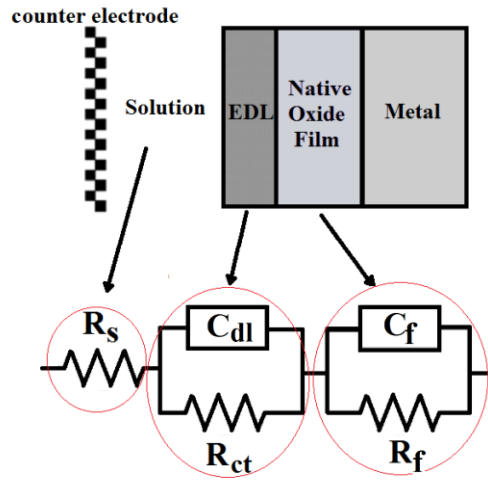 counter electrode
Solution
EDL
Native
Oxide
Film
Metal
Rs
Cdl
Cf
Rct
Rf